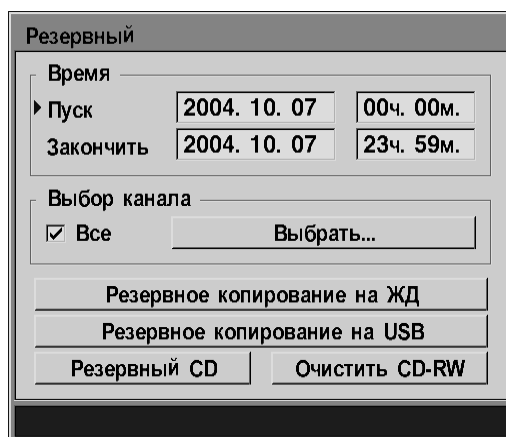 Резервный
Время
Пуск 2004. 10. 07 00ч. 00м.
Закончить 2004. 10. 07 23ч. 59м.
Выбор канала
Все Выбрать...
Резервное копирование на ЖД
Резервное копирование на USB
Резервный CD Очистить CD-RW